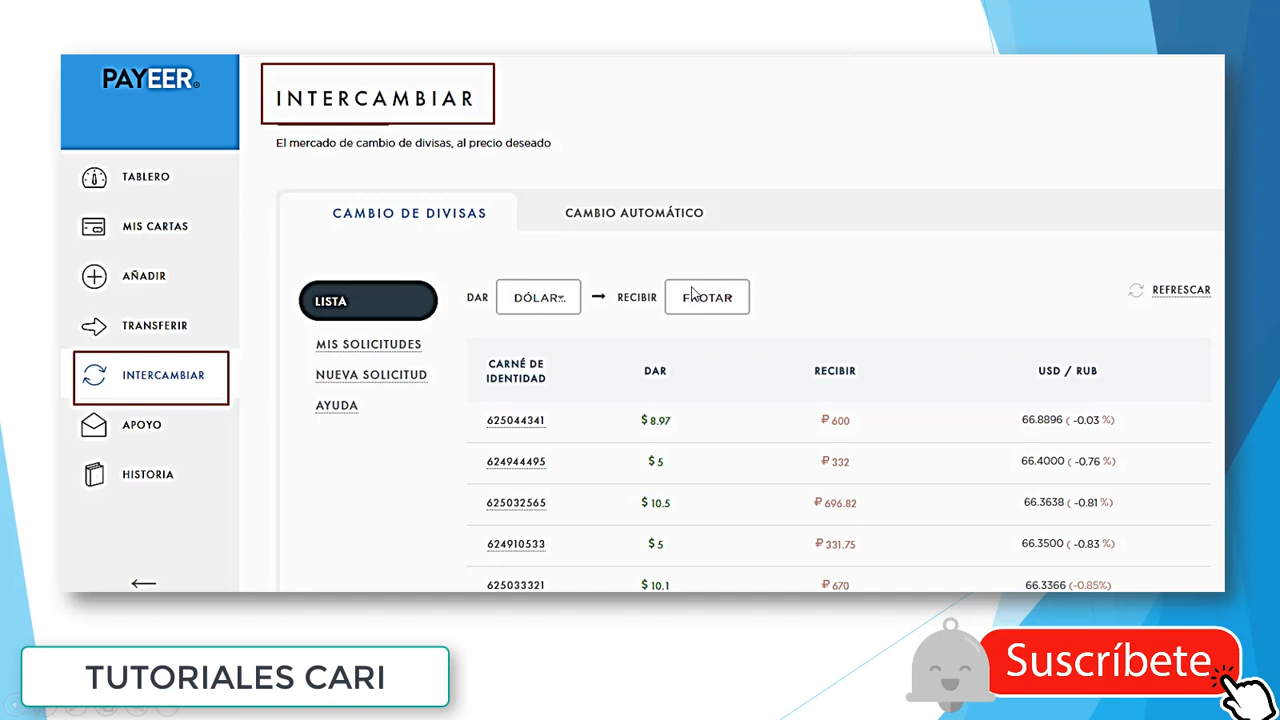 PAYEER®
INTERCAMBIAR
El mercado de cambio de divisas, al precio deseado
TABLERO
MIS CARTAS
AÑADIR
TRANSFERIR
INTERCAMBIAR
APOYO
HISTORIA
CAMBIO DE DIVISAS CAMBIO AUTOMÁTICO
LISTA
MIS SOLICITUDES
NUEVA SOLICITUD
AYUDA
DAR DÓLAR... → RECIBIR FROTAR
REFRESCAR
CARNÉ DE IDENTIDAD DAR RECIBIR USD / RUB
625044341 $ 8.97 ₽ 600 66.8896 ( -0.03 %)
624944495 $ 5 ₽ 332 66.4000 ( -0.76 %)
625032565 $ 10.5 ₽ 696.82 66.3638 ( -0.81 %)
624910533 $ 5 ₽ 331.75 66.3500 ( -0.83 %)
625033321 $ 10.1 ₽ 670 66.3366 (-0.85%)
TUTORIALES CARI
Suscríbete